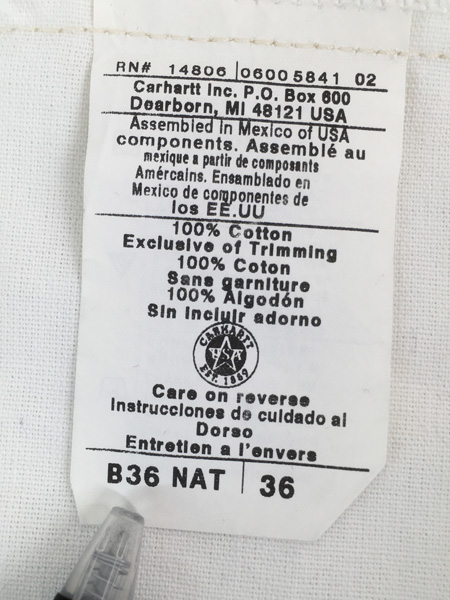 RN# 14806 06005841 02
Carhartt Inc. P.O. Box 600
Dearborn, MI 48121 USA
Assembled in Mexico of USA
components. Assemblé au
mexique a partir de composants
Amércains. Ensamblado en
Mexico de componentes de
los EE.UU
100% Cotton
Exclusive of Trimming
100% Coton
Sans garniture
100% Algodón
Sin incluir adorno
CARHARTT
USA
EST. 1889
Care on reverse
Instrucciones de cuidado al
Dorso
Entretien a l'envers
B36 NAT 36